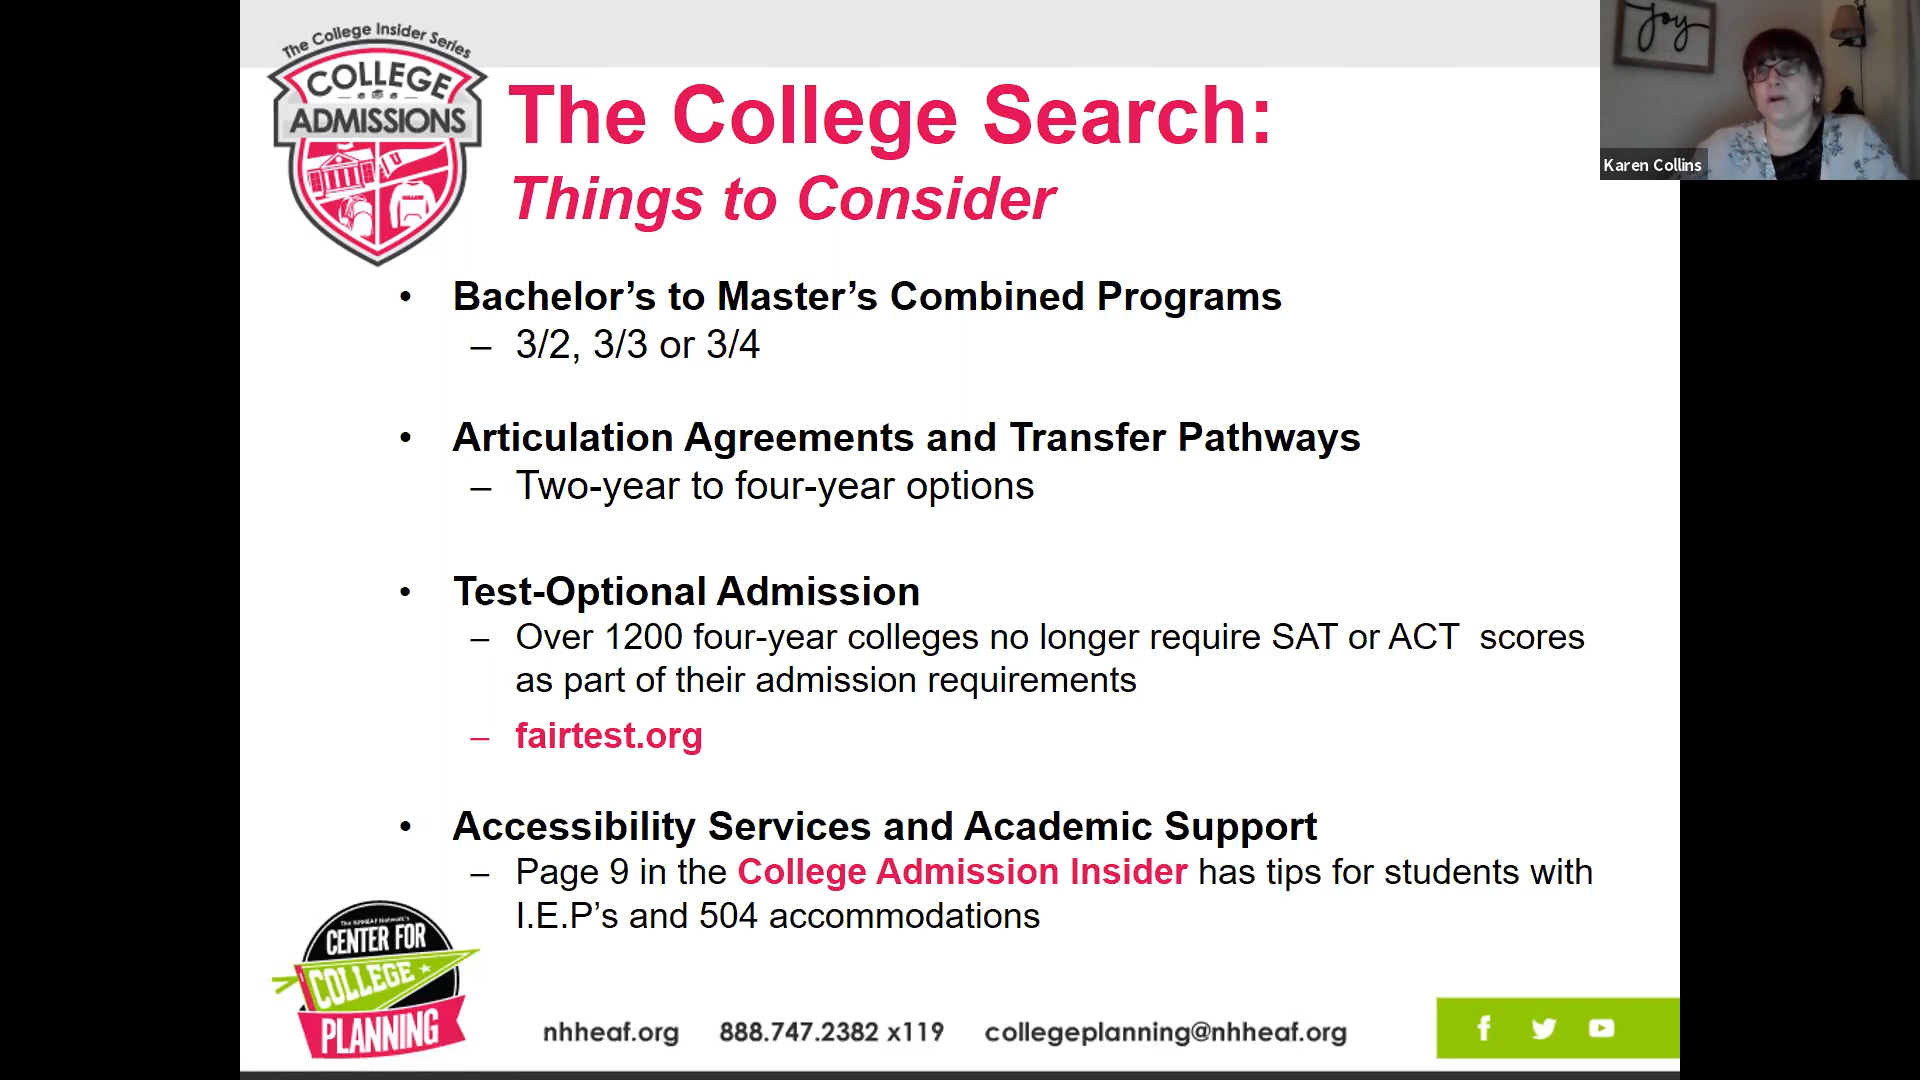 The College Insider Series
COLLEGE
ADMISSIONS
The College Search:
Things to Consider
Joy
Karen Collins
• Bachelor’s to Master’s Combined Programs
– 3/2, 3/3 or 3/4
• Articulation Agreements and Transfer Pathways
– Two-year to four-year options
• Test-Optional Admission
– Over 1200 four-year colleges no longer require SAT or ACT scores
as part of their admission requirements
– fairtest.org
• Accessibility Services and Academic Support
– Page 9 in the College Admission Insider has tips for students with
I.E.P’s and 504 accommodations
The NHHEAF Network's
CENTER FOR
COLLEGE
PLANNING
nhheaf.org 888.747.2382 x119 collegeplanning@nhheaf.org